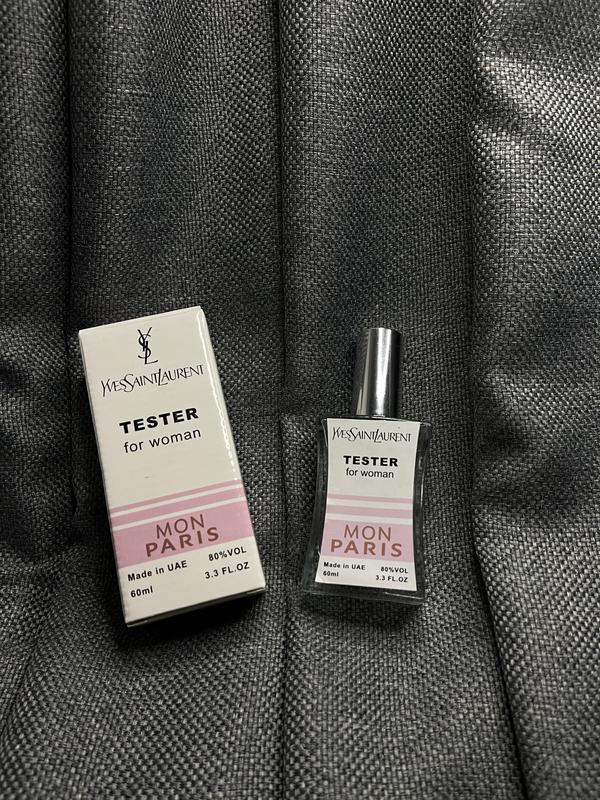 YSL
YVESSAINTLAURENT
TESTER
for woman
MON
PARIS
Made in UAE 80%VOL
60ml 3.3 FL.OZ
YVESSAINTLAURENT
TESTER
for woman
MON
PARIS
Made in UAE 80%VOL
60ml 3.3 FL.OZ